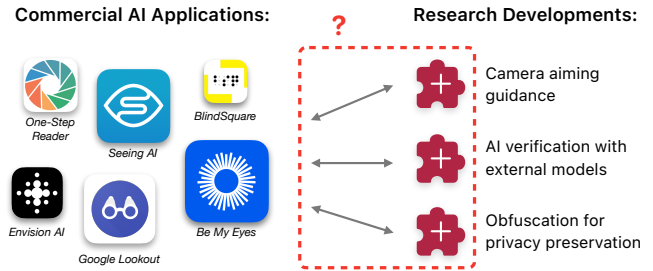 Commercial AI Applications:
Research Developments:
?
One-Step
Reader
Seeing AI
BlindSquare
Envision AI
Google Lookout
Be My Eyes
Camera aiming
guidance
AI verification with
external models
Obfuscation for
privacy preservation